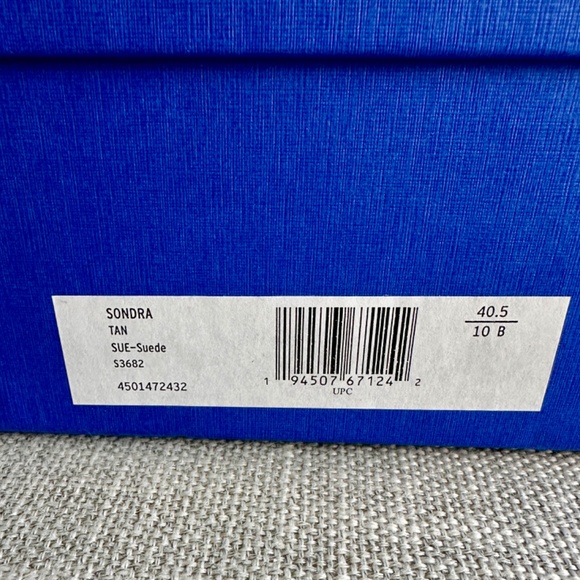 SONDRA
TAN
SUE-Suede
S3682
4501472432
1 94507 67124 2
UPC
40.5
10 B